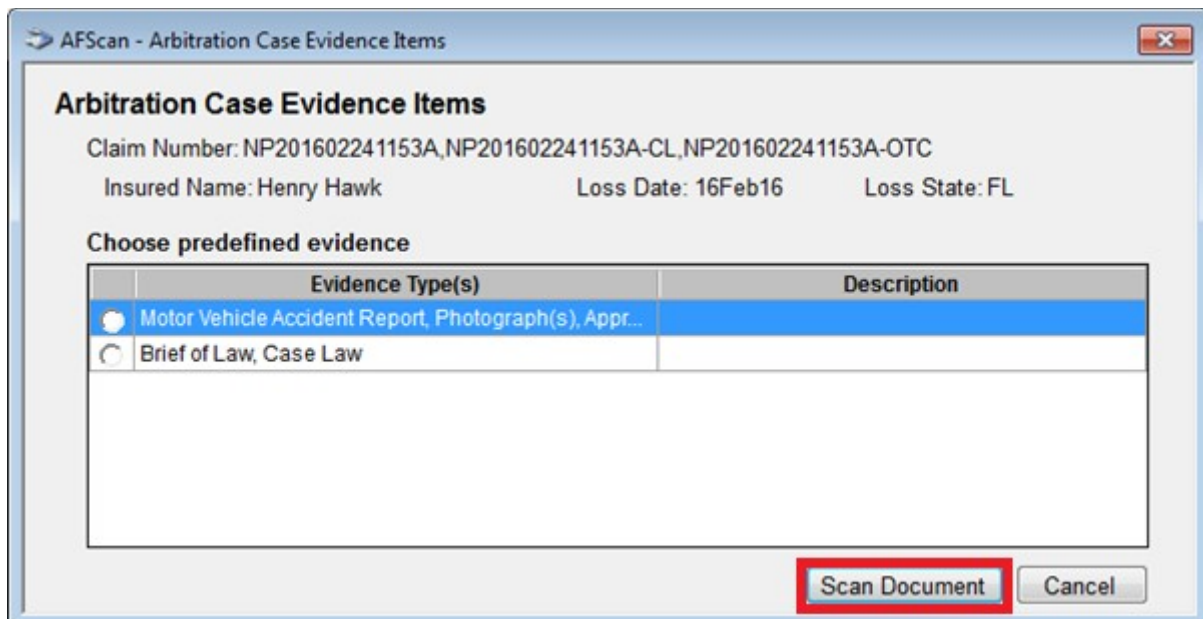 AFScan - Arbitration Case Evidence Items
Arbitration Case Evidence Items
Claim Number: NP201602241153A,NP201602241153A-CL,NP201602241153A-OTC
Insured Name: Henry Hawk Loss Date: 16Feb16 Loss State: FL
Choose predefined evidence
Evidence Type(s) Description
Motor Vehicle Accident Report, Photograph(s), Appr...
Brief of Law, Case Law
Scan Document Cancel